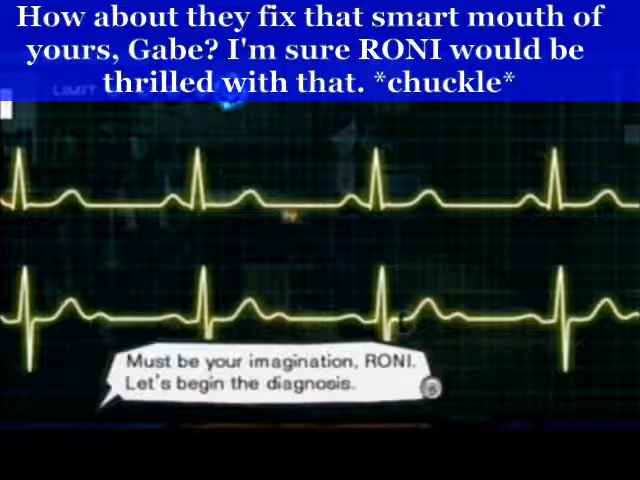 How about they fix that smart mouth of
yours, Gabe? I'm sure RONI would be
thrilled with that. *chuckle*
LIMIT
Must be your imagination, RONI.
Let's begin the diagnosis.